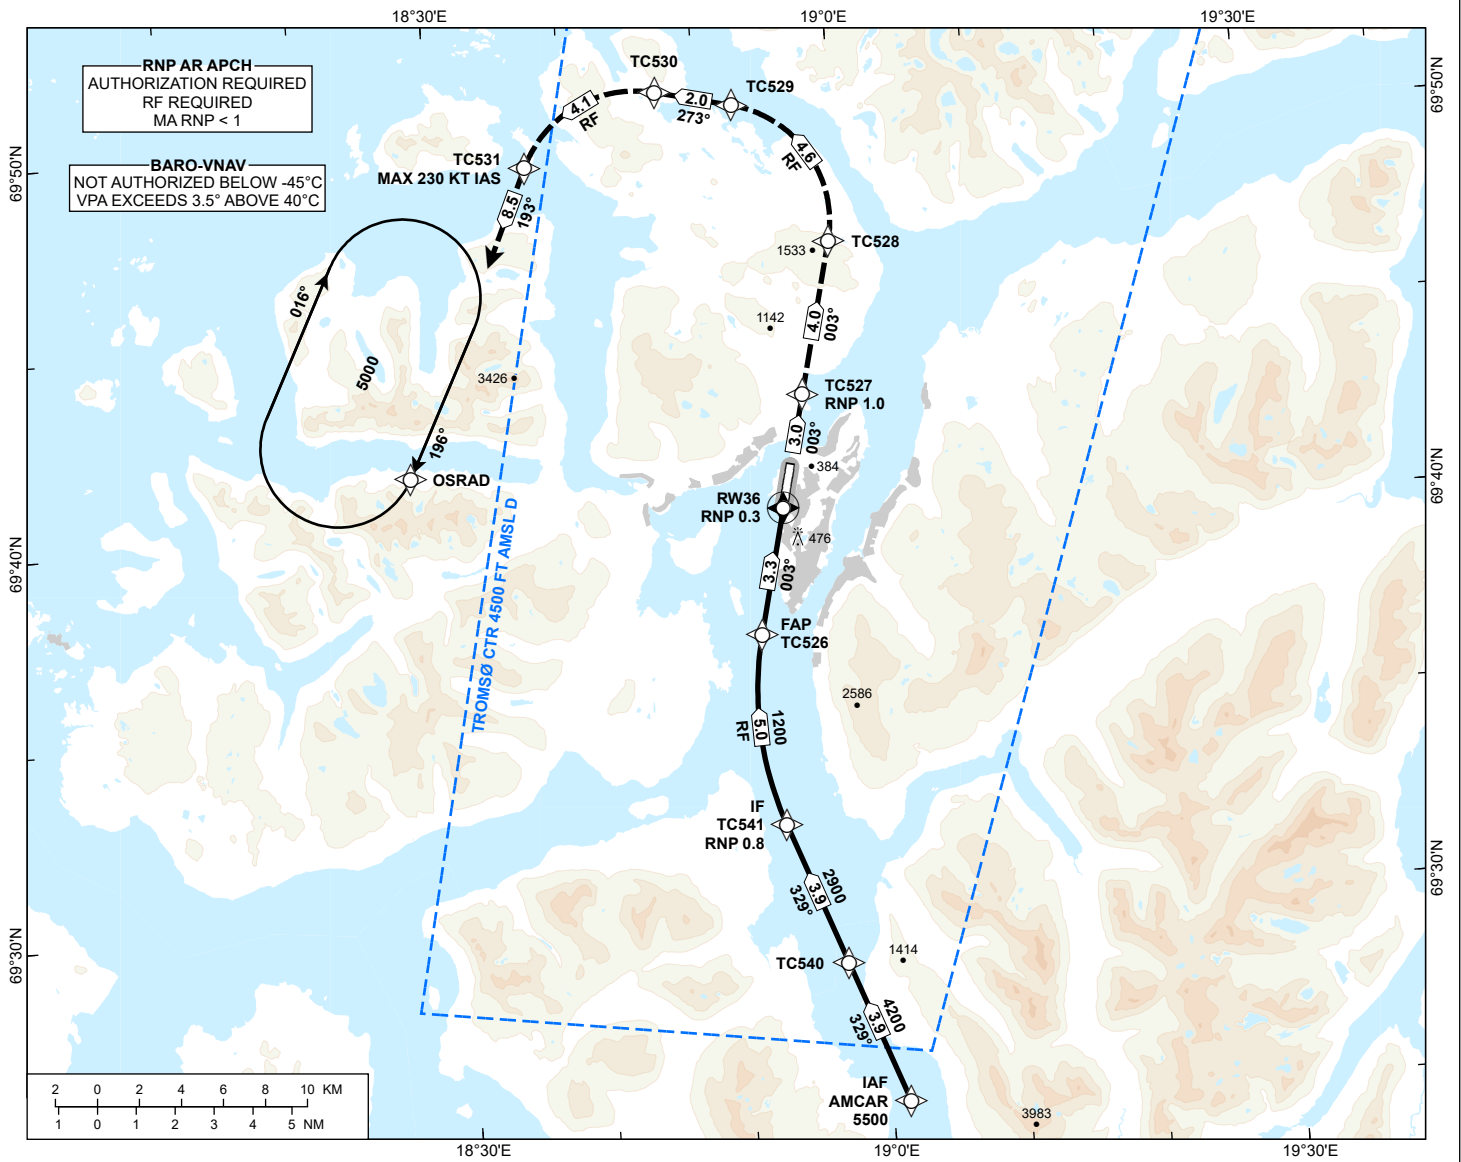 18°30'E
19°0'E
19°30'E
RNP AR APCH
AUTHORIZATION REQUIRED
RF REQUIRED
MA RNP < 1
BARO-VNAV
NOT AUTHORIZED BELOW -45°C
VPA EXCEEDS 3.5° ABOVE 40°C
TC530
TC529
2.0
273°
4.1
RF
4.6
RF
69°50'N
69°50'N
TC531
MAX 230 KT IAS
8.5
193°
TC528
1533
1142
4.0
003°
016°
5000
196°
3426
OSRAD
TC527
RNP 1.0
3.0
003°
384
69°40'N
69°40'N
RW36
RNP 0.3
476
3.3
003°
TROMSØ CTR 4500 FT AMSL D
FAP
TC526
2586
5.0
RF
1200
IF
TC541
RNP 0.8
69°30'N
69°30'N
2900
3.9
329°
TC540
1414
4200
3.9
329°
IAF
AMCAR
5500
3983
2 0 2 4 6 8 10 KM
1 0 1 2 3 4 5 NM
18°30'E
19°0'E
19°30'E